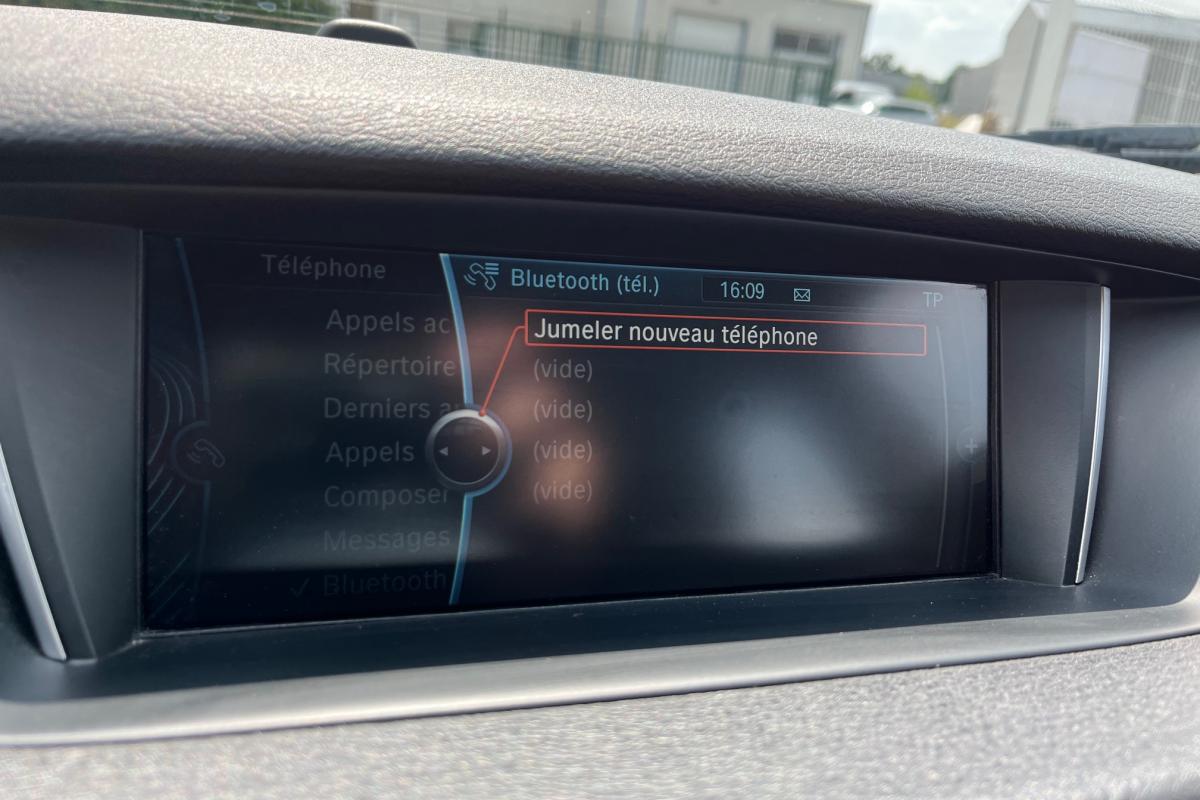 Téléphone
Appels ac
Répertoire
Derniers a
Appels
Composer
Messages
✓ Bluetooth
Bluetooth (tél.)
16:09
TP
Jumeler nouveau téléphone
(vide)
(vide)
(vide)
(vide)